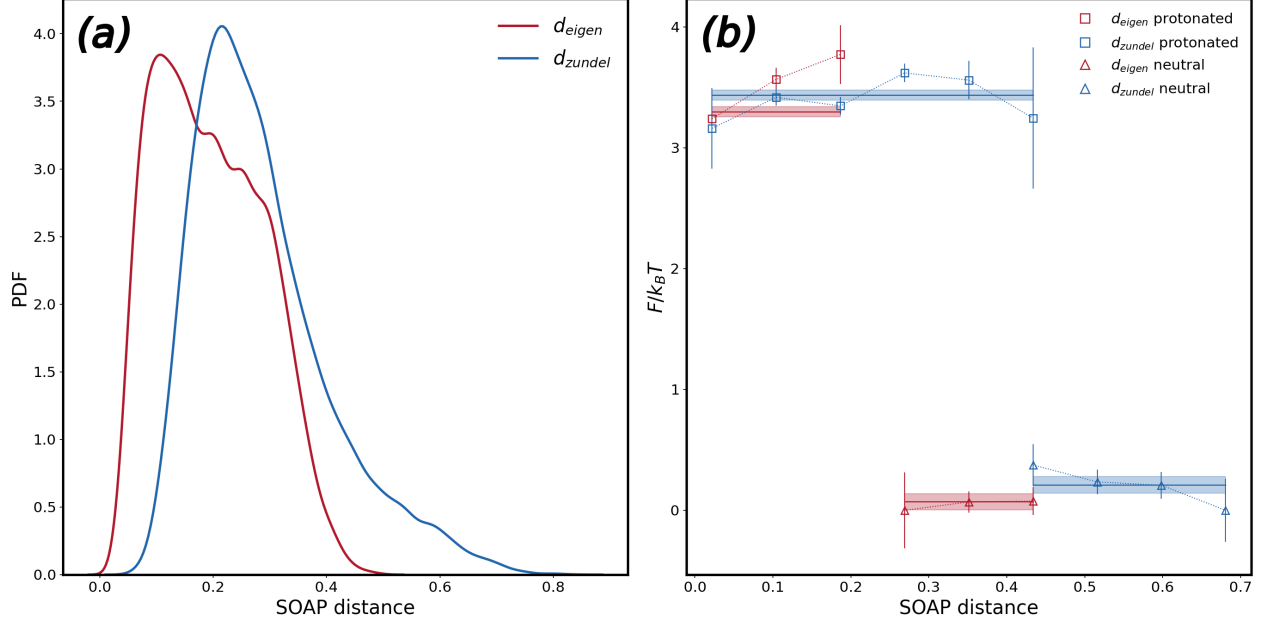 (a)
d_eigen
d_zundel
4.0
3.5
3.0
2.5
2.0
1.5
1.0
0.5
0.0
PDF
0.0 0.2 0.4 0.6 0.8
SOAP distance
(b)
d_eigen protonated
d_zundel protonated
d_eigen neutral
d_zundel neutral
4
3
2
1
0
F/k_BT
0.0 0.1 0.2 0.3 0.4 0.5 0.6 0.7
SOAP distance